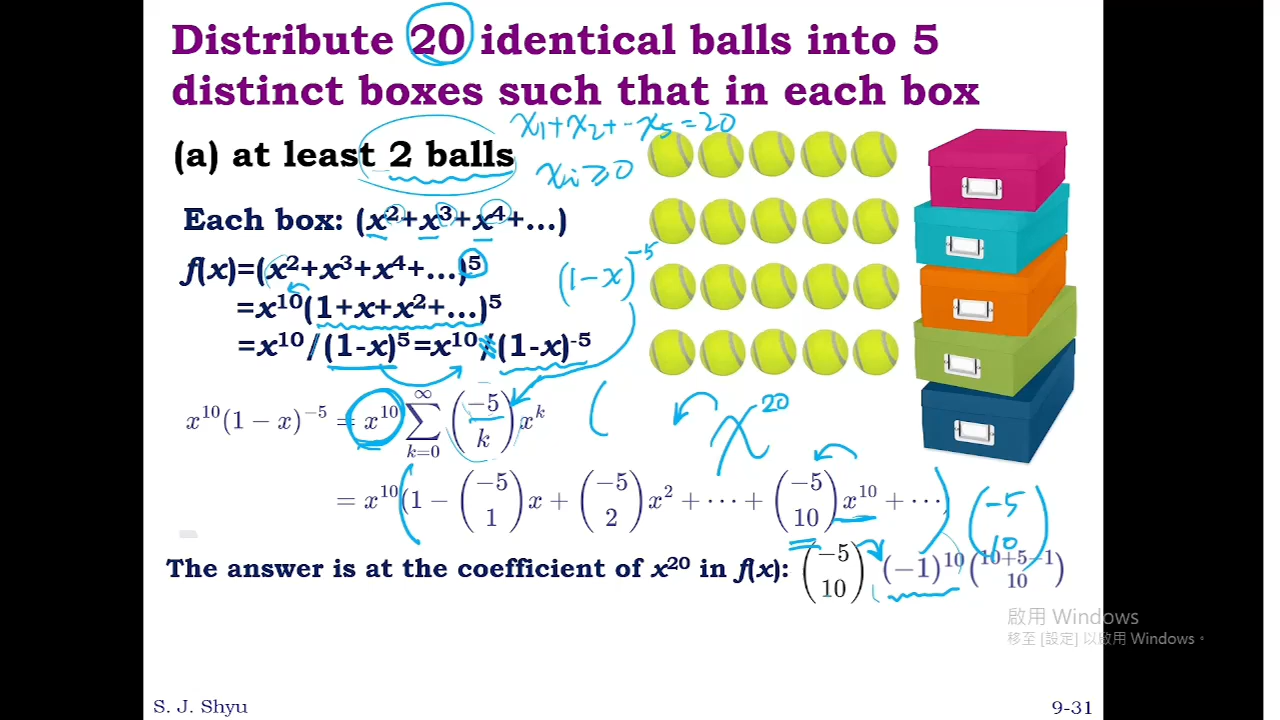 Distribute 20 identical balls into 5
distinct boxes such that in each box
x₁+x₂+-x₅=20
(a) at least 2 balls
xᵢ≥0
Each box: (x²+x³+x⁴+…)
f(x)=(x²+x³+x⁴+…)⁵
(1-x)⁻⁵
=x¹⁰(1+x+x²+…)⁵
=x¹⁰/(1-x)⁵=x¹⁰/(1-x)⁻⁵
x²⁰
x¹⁰(1 − x)⁻⁵ = x¹⁰ ∑_{k=0}^{∞} (−5 k) xᵏ
= x¹⁰(1 − (−5 1)x + (−5 2)x² + ⋯ + (−5 10)x¹⁰ + ⋯)
(−5 10)
The answer is at the coefficient of x²⁰ in f(x): (−5 10) (−1)¹⁰(10+5−1 10)
啟用 Windows
移至 [設定] 以啟用 Windows。
S. J. Shyu
9-31